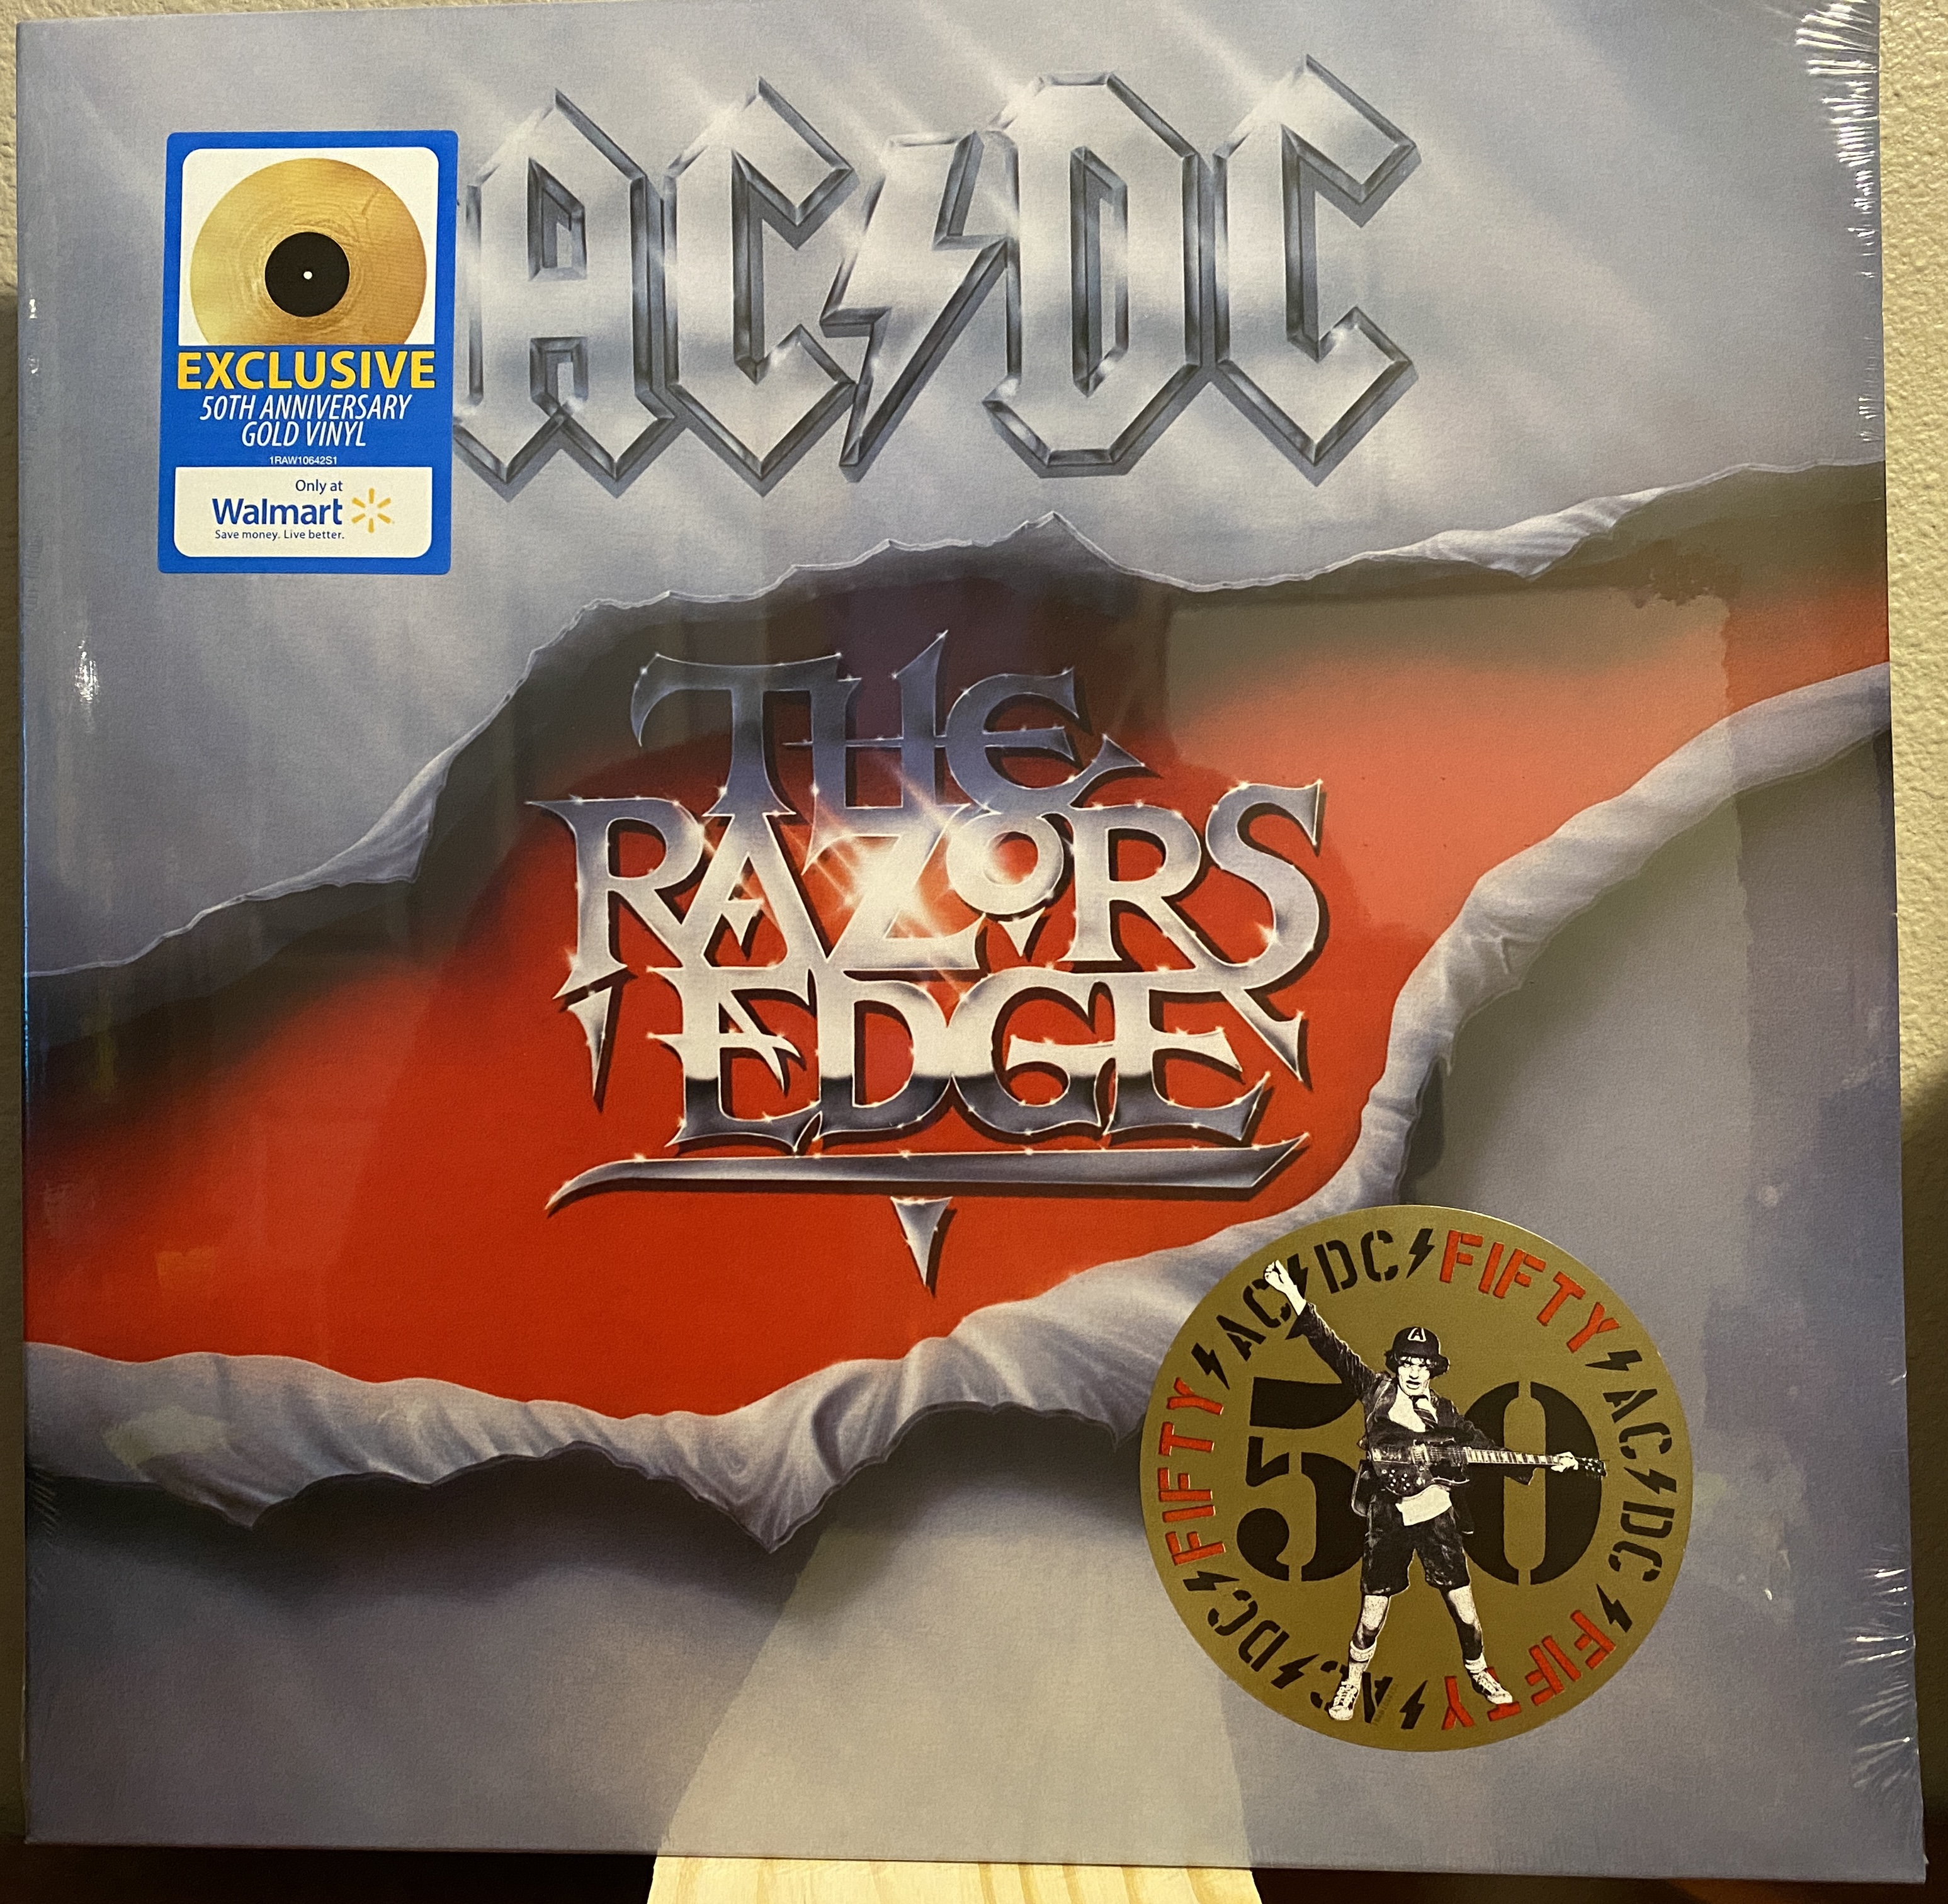 AC/DC
EXCLUSIVE
50TH ANNIVERSARY
GOLD VINYL
1RAW10642S1
Only at
Walmart
Save money. Live better.
THE
RAZORS
EDGE
AC/DC FIFTY AC/DC FIFTY AC/DC FIFTY
A
50